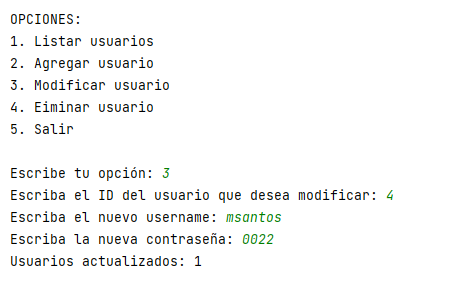 OPCIONES:
1. Listar usuarios
2. Agregar usuario
3. Modificar usuario
4. Eiminar usuario
5. Salir
Escribe tu opción: 3
Escriba el ID del usuario que desea modificar: 4
Escriba el nuevo username: msantos
Escriba la nueva contraseña: 0022
Usuarios actualizados: 1